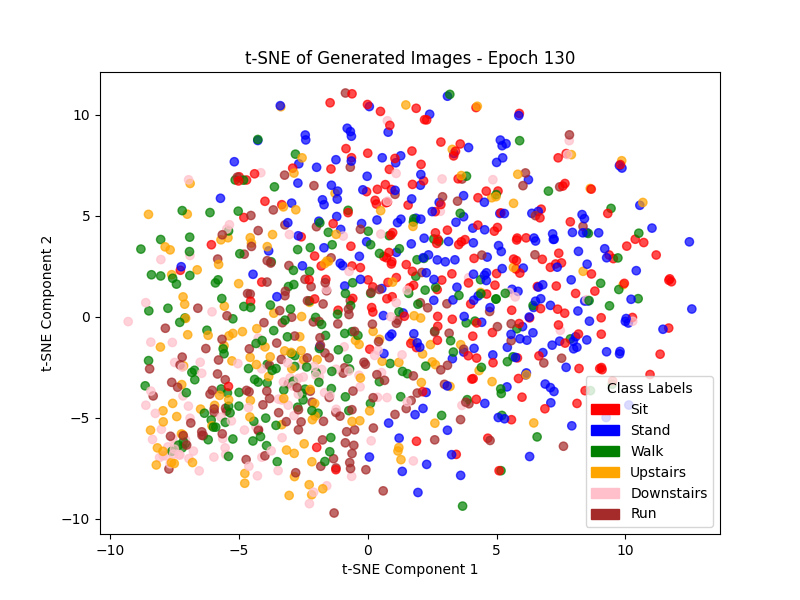 t-SNE of Generated Images - Epoch 130
10
5
0
−5
−10
t-SNE Component 2
−10
−5
0
5
10
t-SNE Component 1
Class Labels
Sit
Stand
Walk
Upstairs
Downstairs
Run